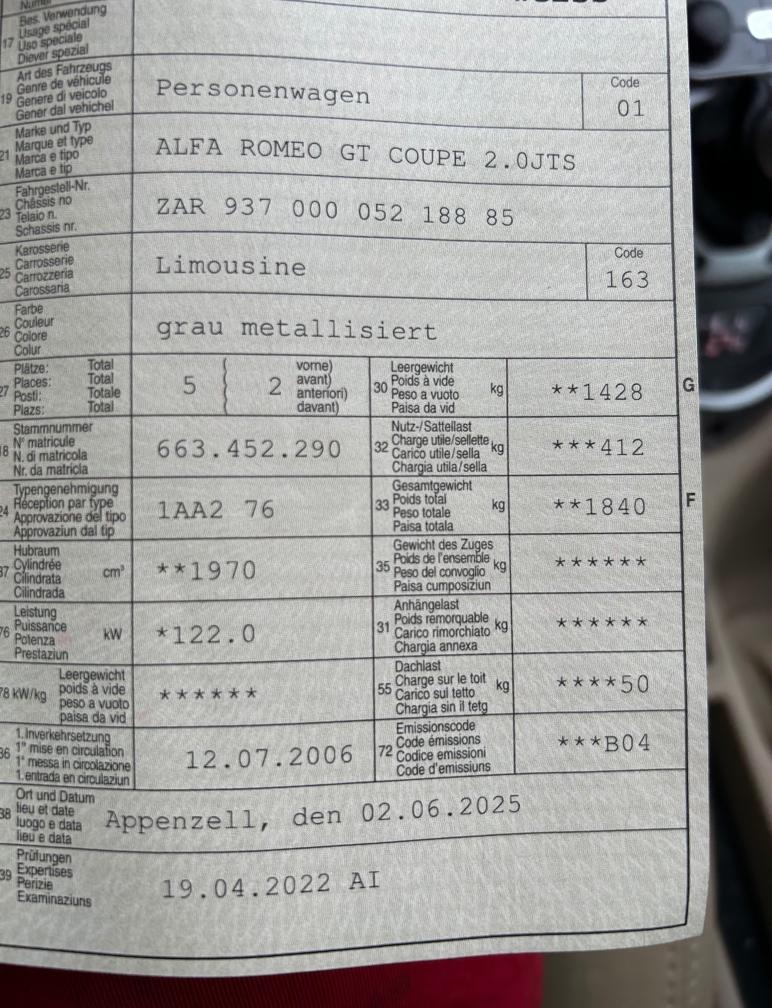 17 Bes. Verwendung
Usage spécial
Uso speciale
Diever spezial
19 Art des Fahrzeugs
Genre de véhicule
Genere di veicolo
Gener dal vehichel
Personenwagen
Code
01
21 Marke und Typ
Marque et type
Marca e tipo
Marca e tip
ALFA ROMEO GT COUPE 2.0JTS
23 Fahrgestell-Nr.
Châssis no
Telaio n.
Schassis nr.
ZAR 937 000 052 188 85
25 Karosserie
Carrosserie
Carrozzeria
Carossaria
Limousine
Code
163
26 Farbe
Couleur
Colore
Colur
grau metallisiert
27 Plätze: Total
Places: Total
Posti: Totale
Plazs: Total
5 { 2 vorne)
avant)
anteriori)
davant)
30 Leergewicht
Poids à vide kg
Peso a vuoto
Paisa da vid
**1428
G
18 Stammnummer
N° matricule
N. di matricola
Nr. da matricla
663.452.290
32 Nutz-/Sattellast
Charge utile/sellette kg
Carico utile/sella
Chargia utila/sella
***412
24 Typengenehmigung
Réception par type
Approvazione del tipo
Approvaziun dal tip
1AA2 76
33 Gesamtgewicht
Poids total kg
Peso totale
Paisa totala
**1840
F
37 Hubraum
Cylindrée
Cilindrata cm³
Cilindrada
**1970
35 Gewicht des Zuges
Poids de l'ensemble kg
Peso del convoglio
Paisa cumposiziun
******
76 Leistung
Puissance
Potenza kW
Prestaziun
*122.0
31 Anhängelast
Poids remorquable kg
Carico rimorchiato
Chargia annexa
******
78 kW/kg Leergewicht
poids à vide
peso a vuoto
paisa da vid
******
55 Dachlast
Charge sur le toit kg
Carico sul tetto
Chargia sin il tetg
****50
36 1. Inverkehrsetzung
1re mise en circulation
1a messa in circolazione
1. entrada en circulaziun
12.07.2006
72 Emissionscode
Code émissions
Codice emissioni
Code d'emissiuns
***B04
38 Ort und Datum
lieu et date
luogo e data
lieu e data
Appenzell, den 02.06.2025
39 Prüfungen
Expertises
Perizie
Examinaziuns
19.04.2022 AI